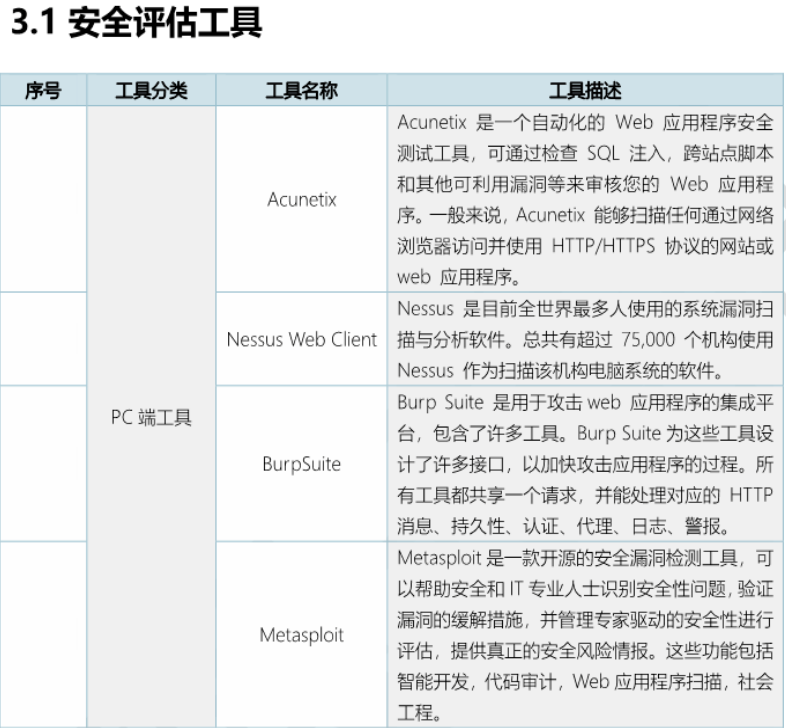 3.1 安全评估工具
序号 工具分类 工具名称 工具描述
PC 端工具
Acunetix
Acunetix 是一个自动化的 Web 应用程序安全
测试工具，可通过检查 SQL 注入，跨站点脚本
和其他可利用漏洞等来审核您的 Web 应用程
序。一般来说，Acunetix 能够扫描任何通过网络
浏览器访问并使用 HTTP/HTTPS 协议的网站或
web 应用程序。
Nessus Web Client
Nessus 是目前全世界最多人使用的系统漏洞扫
描与分析软件。总共有超过 75,000 个机构使用
Nessus 作为扫描该机构电脑系统的软件。
BurpSuite
Burp Suite 是用于攻击 web 应用程序的集成平
台，包含了许多工具。Burp Suite 为这些工具设
计了许多接口，以加快攻击应用程序的过程。所
有工具都共享一个请求，并能处理对应的 HTTP
消息、持久性、认证、代理、日志、警报。
Metasploit
Metasploit 是一款开源的安全漏洞检测工具，可
以帮助安全和 IT 专业人士识别安全性问题，验证
漏洞的缓解措施，并管理专家驱动的安全性进行
评估，提供真正的安全风险情报。这些功能包括
智能开发，代码审计，Web 应用程序扫描，社会
工程。